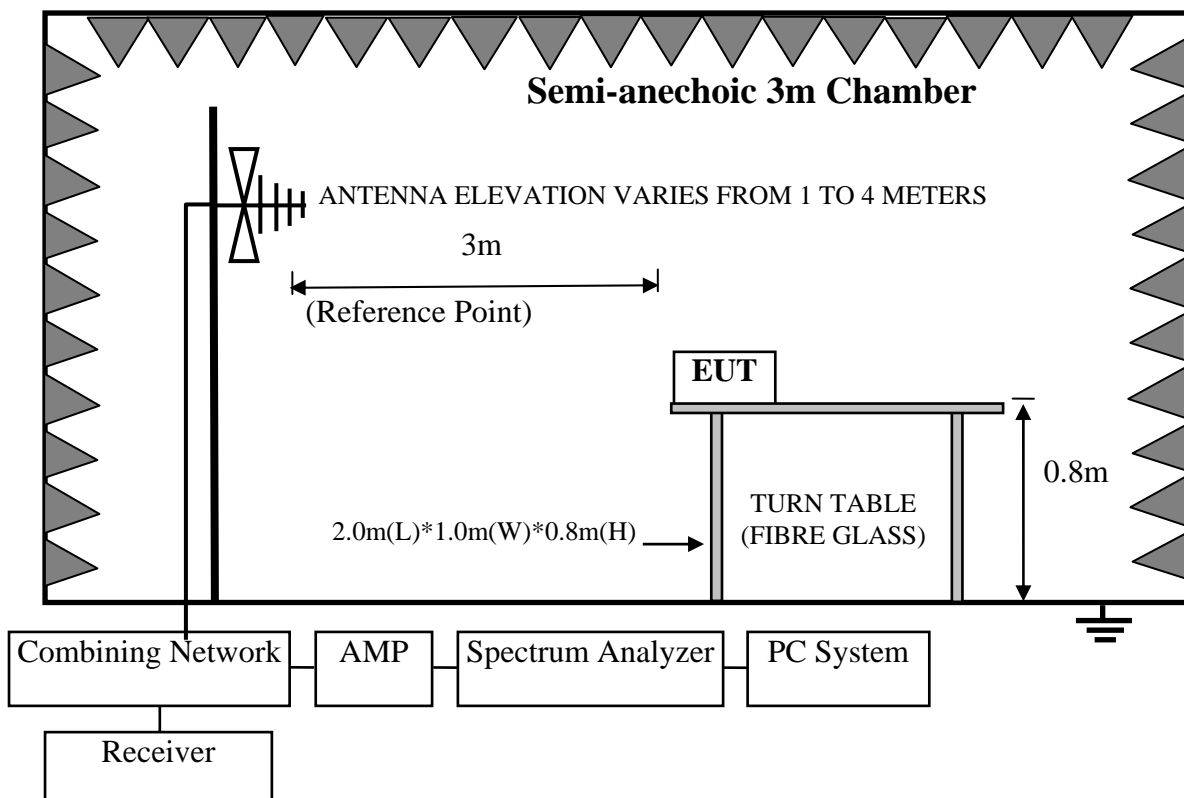 Semi-anechoic 3m Chamber
ANTENNA ELEVATION VARIES FROM 1 TO 4 METERS
3m
(Reference Point)
EUT
0.8m
TURN TABLE
(FIBRE GLASS)
2.0m(L)*1.0m(W)*0.8m(H)
Combining Network
AMP
Spectrum Analyzer
PC System
Receiver